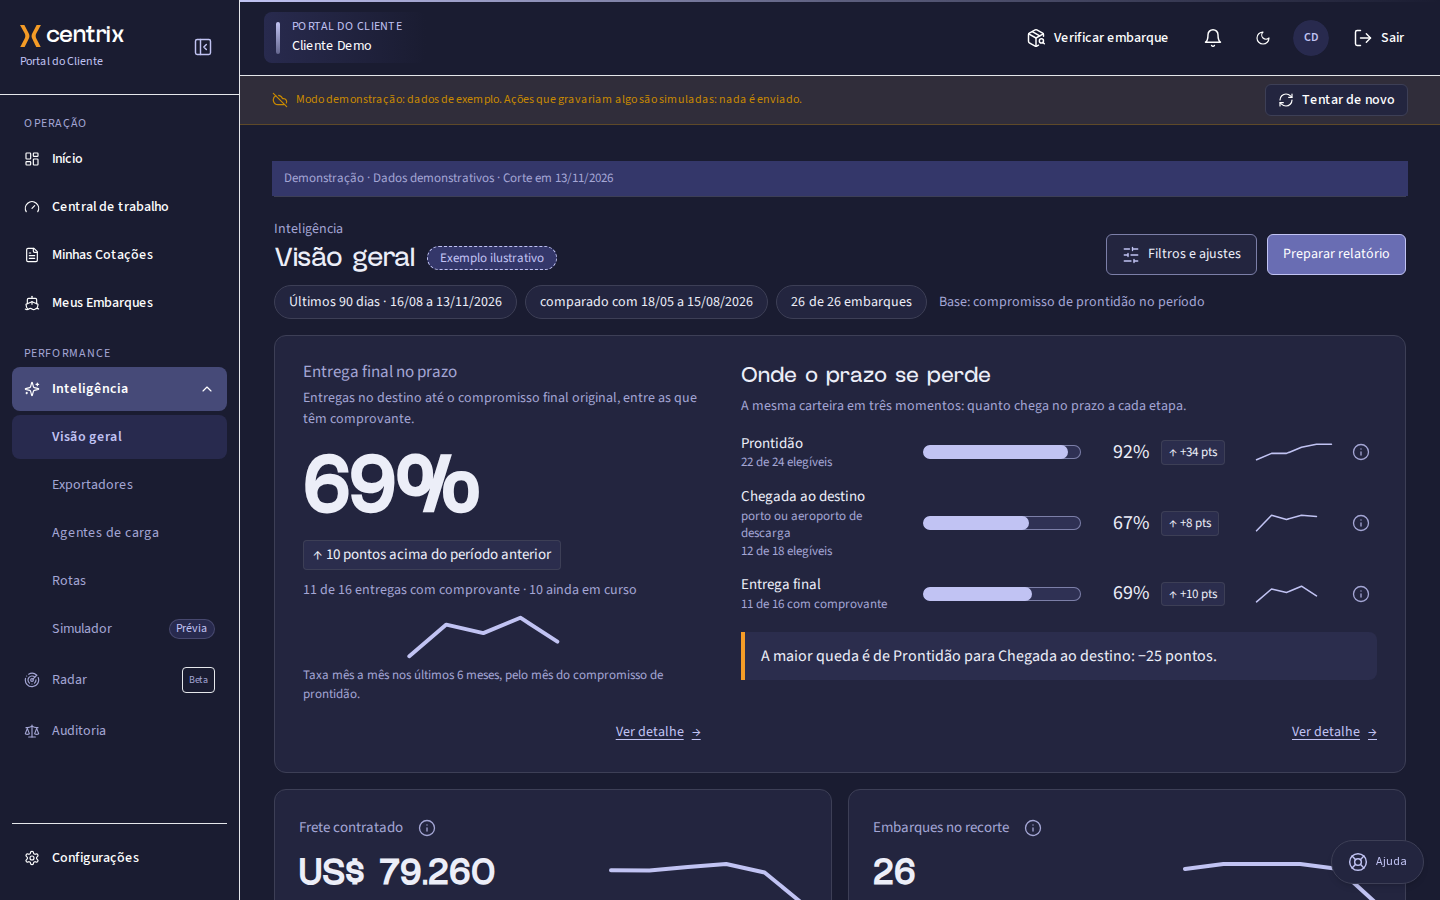 centrix
Portal do Cliente
OPERAÇÃO
Início
Central de trabalho
Minhas Cotações
Meus Embarques
PERFORMANCE
Inteligência
Visão geral
Exportadores
Agentes de carga
Rotas
Simulador
Prévia
Radar
Beta
Auditoria
Configurações
PORTAL DO CLIENTE
Cliente Demo
Verificar embarque
CD
Sair
Modo demonstração: dados de exemplo. Ações que gravariam algo são simuladas: nada é enviado.
Tentar de novo
Demonstração · Dados demonstrativos · Corte em 13/11/2026
Inteligência
Visão geral
Exemplo ilustrativo
Filtros e ajustes
Preparar relatório
Últimos 90 dias · 16/08 a 13/11/2026
comparado com 18/05 a 15/08/2026
26 de 26 embarques
Base: compromisso de prontidão no período
Entrega final no prazo
Entregas no destino até o compromisso final original, entre as que
têm comprovante.
69%
↑ 10 pontos acima do período anterior
11 de 16 entregas com comprovante · 10 ainda em curso
Taxa mês a mês nos últimos 6 meses, pelo mês do compromisso de
prontidão.
Ver detalhe →
Onde o prazo se perde
A mesma carteira em três momentos: quanto chega no prazo a cada etapa.
Prontidão
22 de 24 elegíveis
92%
↑ +34 pts
Chegada ao destino
porto ou aeroporto de
descarga
12 de 18 elegíveis
67%
↑ +8 pts
Entrega final
11 de 16 com comprovante
69%
↑ +10 pts
A maior queda é de Prontidão para Chegada ao destino: −25 pontos.
Ver detalhe →
Frete contratado
US$ 79.260
Embarques no recorte
26
Ajuda